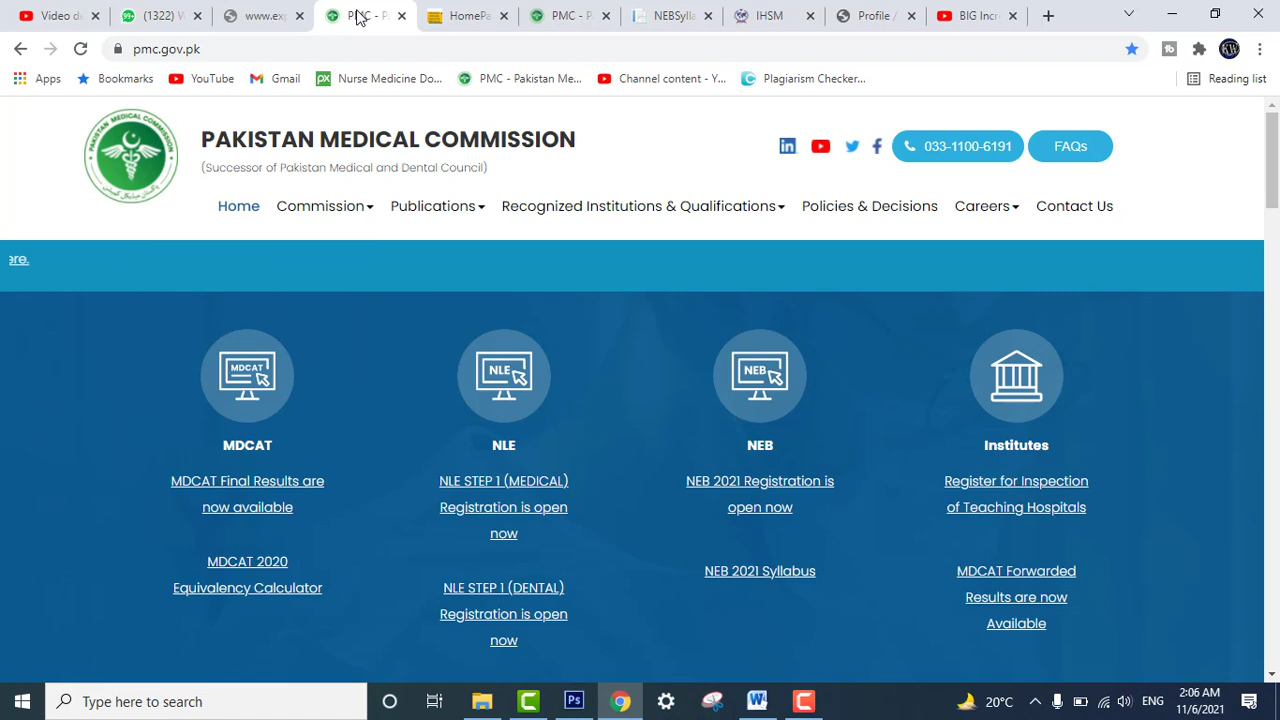 Video d
99+
(1322)
www.exp
PMC - P
HomePa
PMC - P
NEBSylla
IHSM
Profile /
BIG Incr
pmc.gov.pk
KW
Apps
Bookmarks
YouTube
Gmail
Nurse Medicine Do...
PMC - Pakistan Me...
Channel content - Y...
Plagiarism Checker...
Reading list
PAKISTAN MEDICAL COMMISSION
(Successor of Pakistan Medical and Dental Council)
033-1100-6191
FAQs
Home
Commission
Publications
Recognized Institutions & Qualifications
Policies & Decisions
Careers
Contact Us
ere.
MDCAT
NLE
NEB
MDCAT
NLE
NEB
Institutes
MDCAT Final Results are
now available
MDCAT 2020
Equivalency Calculator
NLE STEP 1 (MEDICAL)
Registration is open
now
NLE STEP 1 (DENTAL)
Registration is open
now
NEB 2021 Registration is
open now
NEB 2021 Syllabus
Register for Inspection
of Teaching Hospitals
MDCAT Forwarded
Results are now
Available
Type here to search
20°C
ENG
2:06 AM
11/6/2021